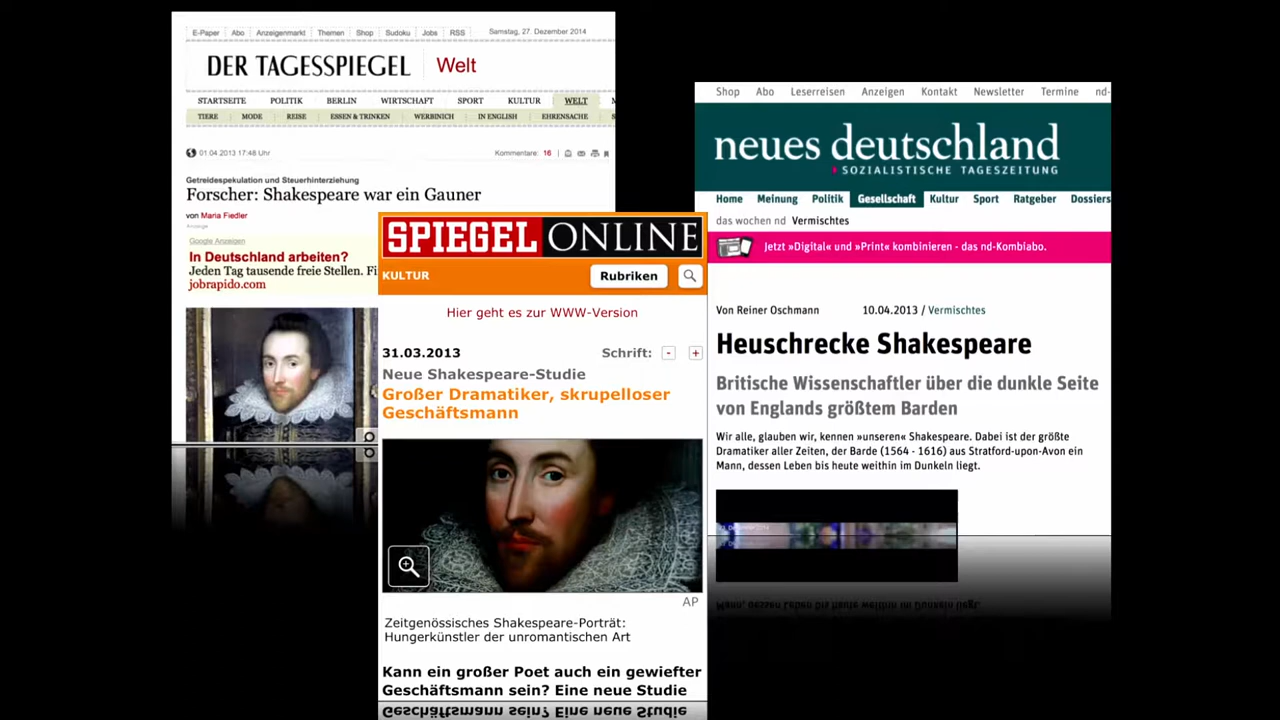 E-Paper Abo Anzeigenmarkt Themen Shop Sudoku Jobs RSS Samstag, 27. Dezember 2014
DER TAGESSPIEGEL Welt
STARTSEITE POLITIK BERLIN WIRTSCHAFT SPORT KULTUR WELT
TIERE MODE REISE ESSEN & TRINKEN WERBINICH IN ENGLISH EHRENSACHE
01.04.2013 17:48 Uhr Kommentare: 16
Getreidespekulation und Steuerhinterziehung
Forscher: Shakespeare war ein Gauner
von Maria Fiedler
Anzeige
Google Anzeigen
In Deutschland arbeiten?
Jeden Tag tausende freie Stellen. Fi
jobrapido.com
SPIEGEL ONLINE
KULTUR Rubriken
Hier geht es zur WWW-Version
31.03.2013 Schrift: - +
Neue Shakespeare-Studie
Großer Dramatiker, skrupelloser
Geschäftsmann
AP
Zeitgenössisches Shakespeare-Porträt:
Hungerkünstler der unromantischen Art
Kann ein großer Poet auch ein gewiefter
Geschäftsmann sein? Eine neue Studie
Shop Abo Leserreisen Anzeigen Kontakt Newsletter Termine nd-
neues deutschland
SOZIALISTISCHE TAGESZEITUNG
Home Meinung Politik Gesellschaft Kultur Sport Ratgeber Dossiers
das wochen nd Vermischtes
Jetzt »Digital« und »Print« kombinieren - das nd-Kombiabo.
Von Reiner Oschmann 10.04.2013 / Vermischtes
Heuschrecke Shakespeare
Britische Wissenschaftler über die dunkle Seite
von Englands größtem Barden
Wir alle, glauben wir, kennen »unseren« Shakespeare. Dabei ist der größte
Dramatiker aller Zeiten, der Barde (1564 - 1616) aus Stratford-upon-Avon ein
Mann, dessen Leben bis heute weithin im Dunkeln liegt.